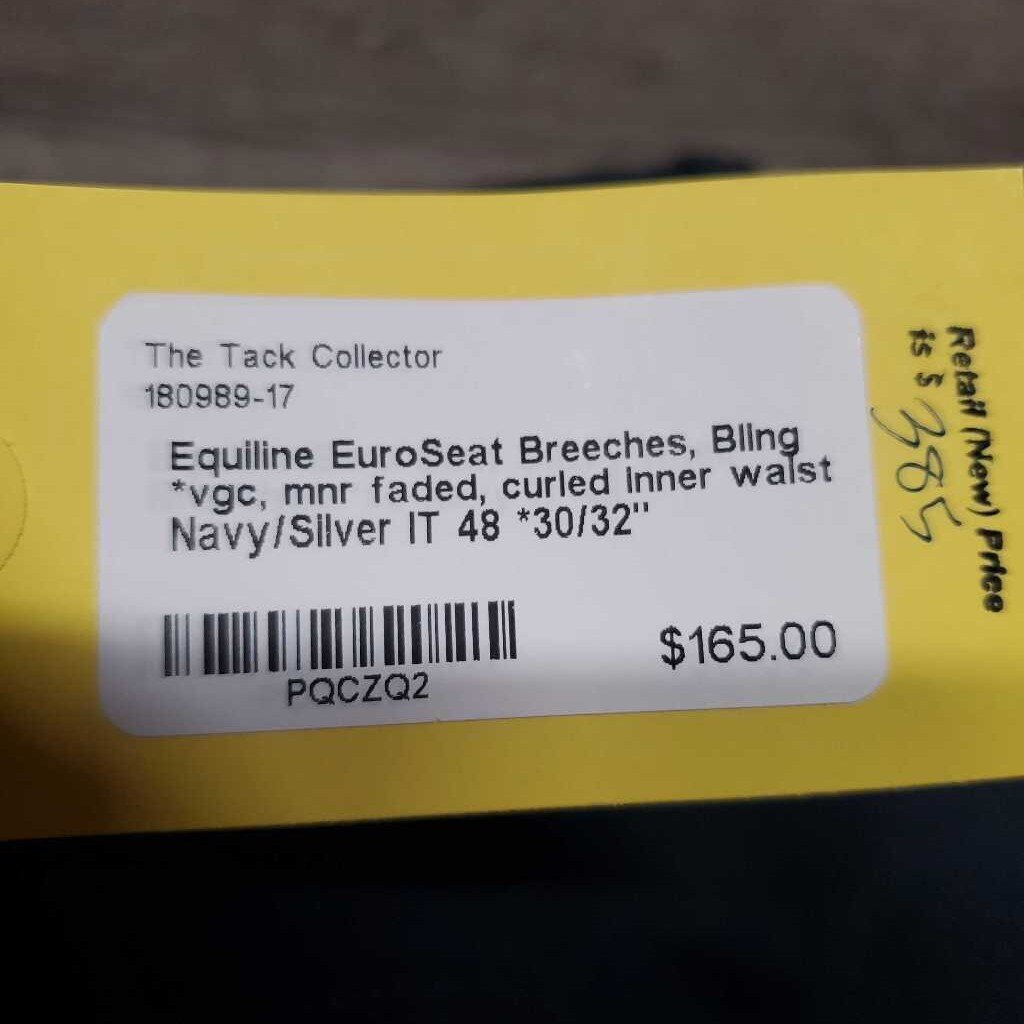 The Tack Collector
180989-17
Equiline EuroSeat Breeches, Bling
*vgc, mnr faded, curled inner waist
Navy/Silver IT 48 *30/32"
PQCZQ2
$165.00
Retail (New) Price
is $ 385